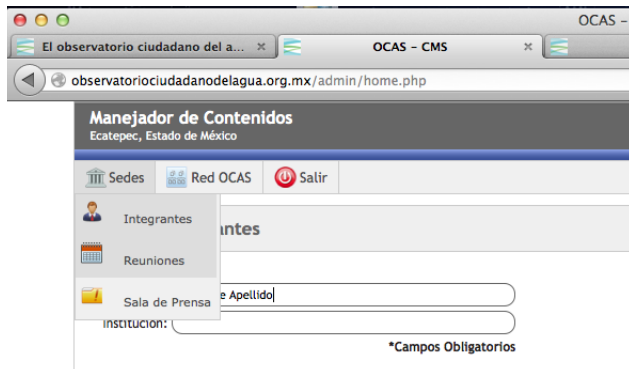 OCAS –
El observatorio ciudadano del a... ×
OCAS – CMS ×
observatoriociudadanodelagua.org.mx/admin/home.php
Manejador de Contenidos
Ecatepec, Estado de México
Sedes Red OCAS Salir
Integrantes
antes
Reuniones
e Apellido
Sala de Prensa
Institución:
*Campos Obligatorios